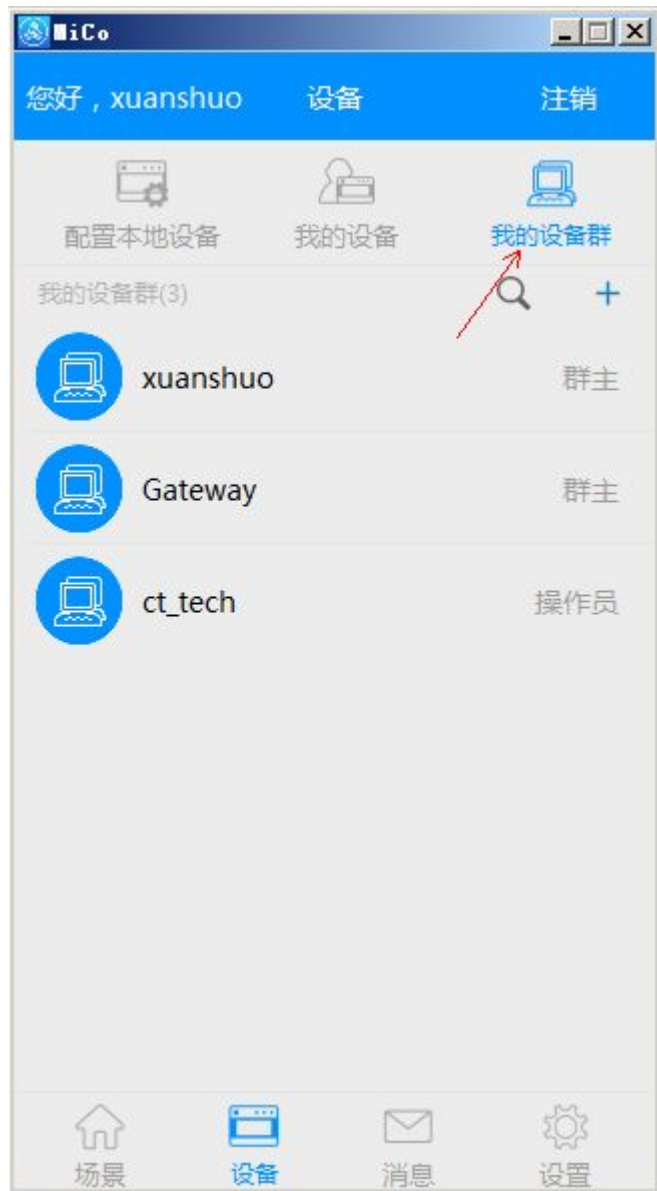 MiCo
您好，xuanshuo 设备 注销
配置本地设备 我的设备 我的设备群
我的设备群(3)
xuanshuo 群主
Gateway 群主
ct_tech 操作员
场景 设备 消息 设置